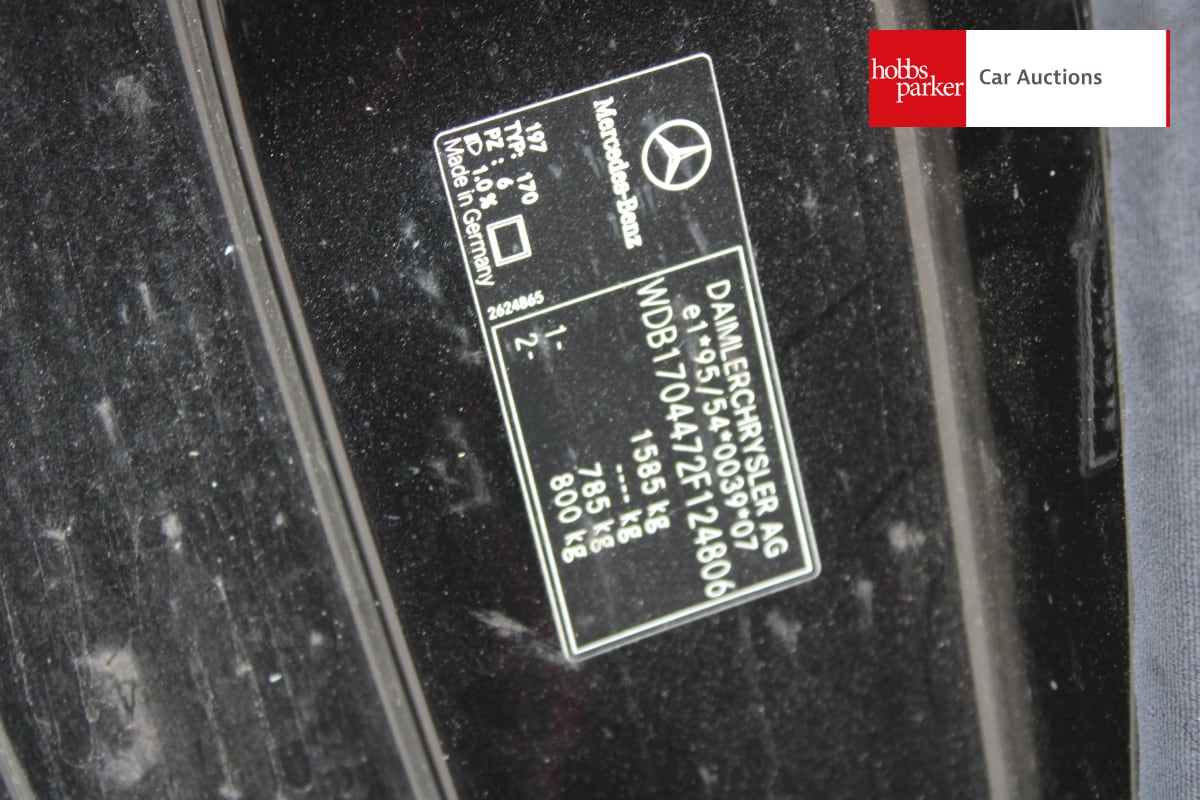 hobbs
parker
Car Auctions
Mercedes-Benz
197
TYP: 170
PZ : 6
1.0 %
Made in Germany
2624865
DAIMLERCHRYSLER AG
e1*95/54*0039*07
WDB1704472F124806
1585 kg
--- kg
1- 785 kg
2- 800 kg